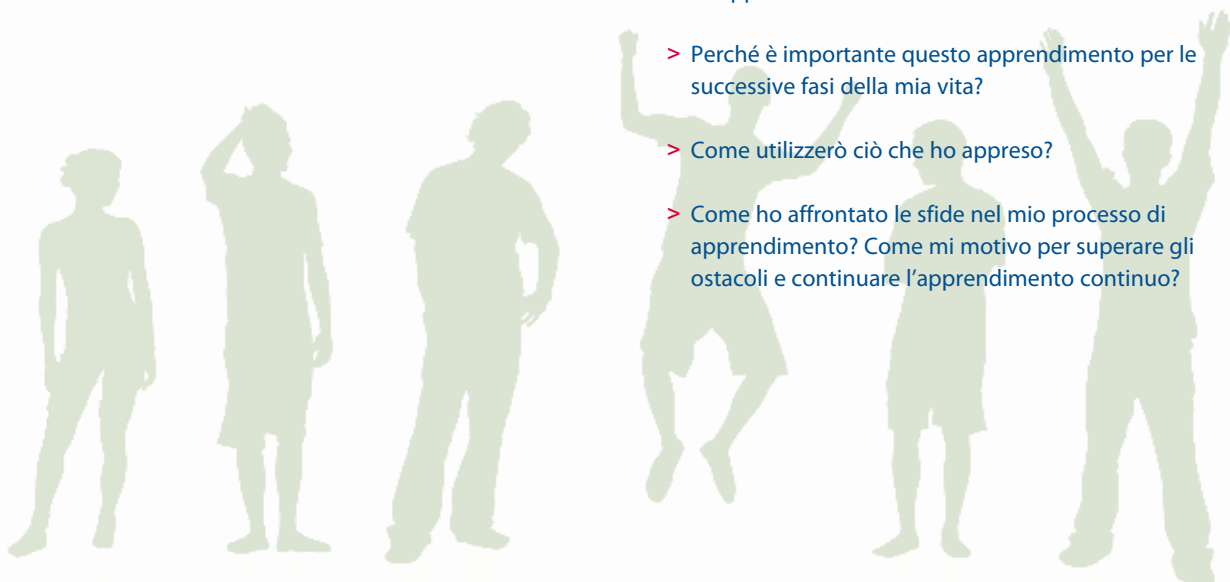 > Perché è importante questo apprendimento per le
successive fasi della mia vita?
> Come utilizzerò ciò che ho appreso?
> Come ho affrontato le sfide nel mio processo di
apprendimento? Come mi motivo per superare gli
ostacoli e continuare l'apprendimento continuo?